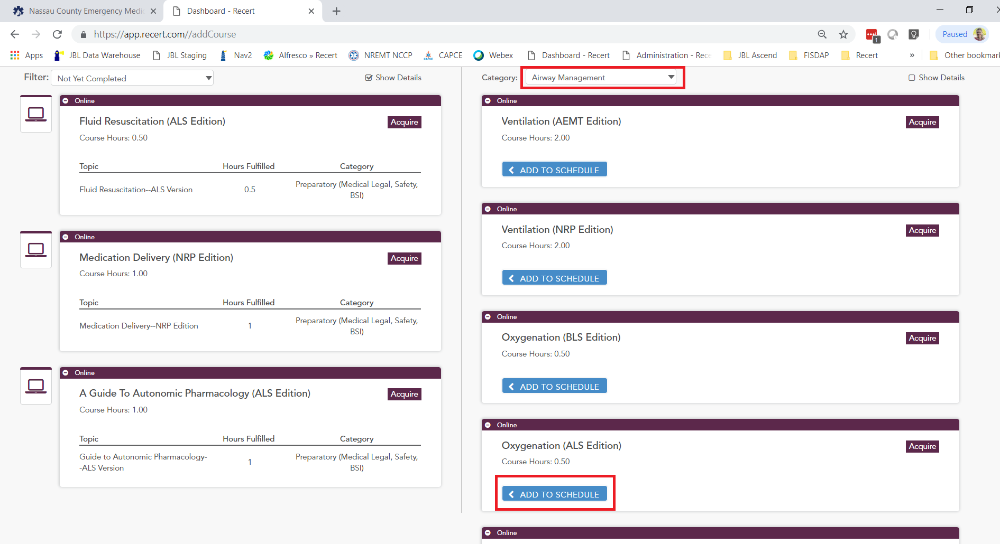 Nassau County Emergency Medic
Dashboard - Recert
https://app.recert.com//addCourse
1
Paused
Apps
JBL Data Warehouse
JBL Staging
Nav2
Alfresco » Recert
NREMT NCCP
CAPCE
CAPCE
Webex
Dashboard - Recert
Administration - Rece
JBL Ascend
FISDAP
Recert
»
Other bookmark
Filter:
Not Yet Completed
Show Details
Online
Fluid Resuscitation (ALS Edition)
Acquire
Course Hours: 0.50
Topic Hours Fulfilled Category
Fluid Resuscitation--ALS Version 0.5 Preparatory (Medical Legal, Safety,
BSI)
Online
Medication Delivery (NRP Edition)
Acquire
Course Hours: 1.00
Topic Hours Fulfilled Category
Medication Delivery--NRP Edition 1 Preparatory (Medical Legal, Safety,
BSI)
Online
A Guide To Autonomic Pharmacology (ALS Edition)
Acquire
Course Hours: 1.00
Topic Hours Fulfilled Category
Guide to Autonomic Pharmacology- 1 Preparatory (Medical Legal, Safety,
-ALS Version BSI)
Category:
Airway Management
Show Details
Online
Ventilation (AEMT Edition)
Acquire
Course Hours: 2.00
ADD TO SCHEDULE
Online
Ventilation (NRP Edition)
Acquire
Course Hours: 2.00
ADD TO SCHEDULE
Online
Oxygenation (BLS Edition)
Acquire
Course Hours: 0.50
ADD TO SCHEDULE
Online
Oxygenation (ALS Edition)
Acquire
Course Hours: 0.50
ADD TO SCHEDULE
Online